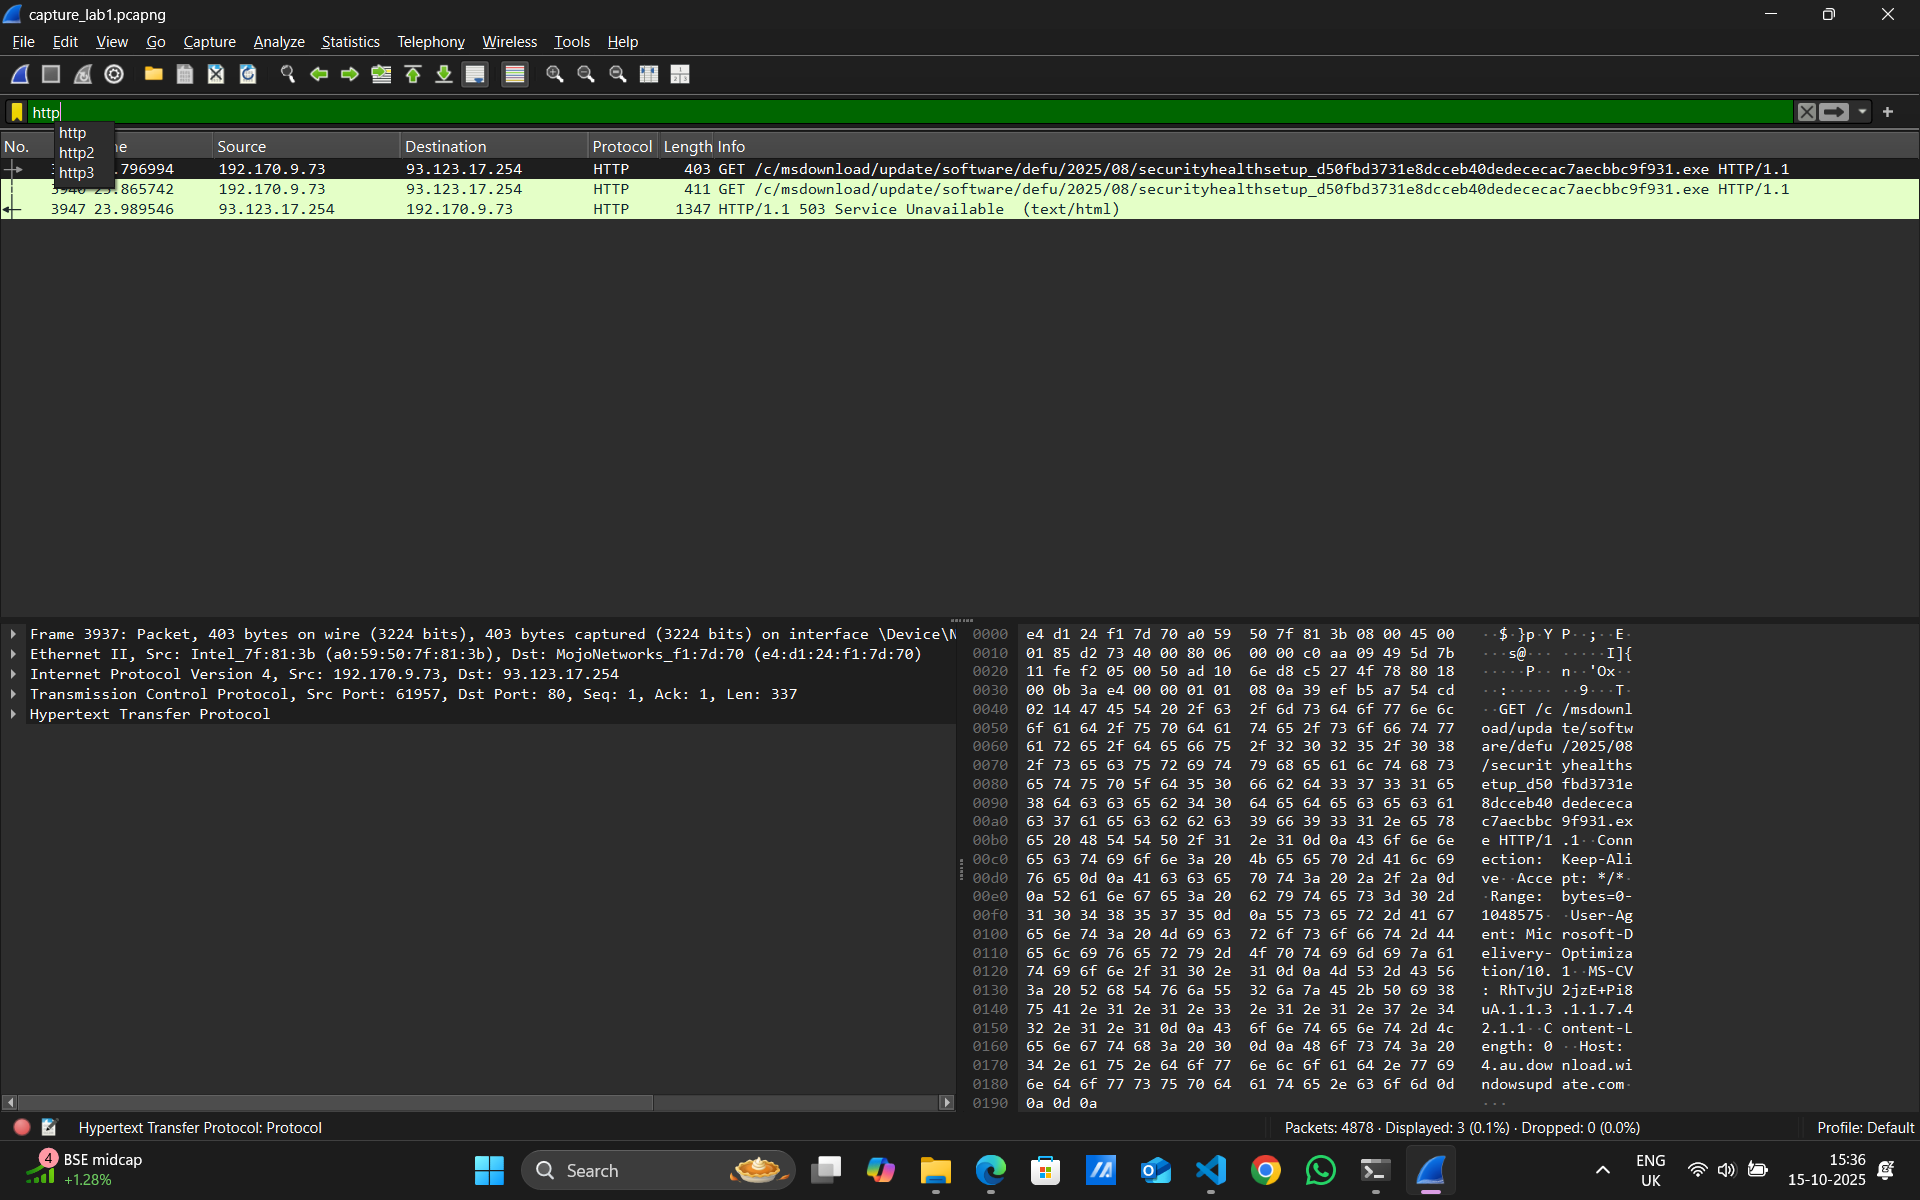 capture_lab1.pcapng
File Edit View Go Capture Analyze Statistics Telephony Wireless Tools Help
http
http
http2
http3
No. Source Destination Protocol Length Info
.796994 192.170.9.73 93.123.17.254 HTTP 403 GET /c/msdownload/update/software/defu/2025/08/securityhealthsetup_d50fbd3731e8dcceb40dedececac7aecbbc9f931.exe HTTP/1.1
3940 23.865742 192.170.9.73 93.123.17.254 HTTP 411 GET /c/msdownload/update/software/defu/2025/08/securityhealthsetup_d50fbd3731e8dcceb40dedececac7aecbbc9f931.exe HTTP/1.1
3947 23.989546 93.123.17.254 192.170.9.73 HTTP 1347 HTTP/1.1 503 Service Unavailable (text/html)
Frame 3937: Packet, 403 bytes on wire (3224 bits), 403 bytes captured (3224 bits) on interface \Device\N
Ethernet II, Src: Intel_7f:81:3b (a0:59:50:7f:81:3b), Dst: MojoNetworks_f1:7d:70 (e4:d1:24:f1:7d:70)
Internet Protocol Version 4, Src: 192.170.9.73, Dst: 93.123.17.254
Transmission Control Protocol, Src Port: 61957, Dst Port: 80, Seq: 1, Ack: 1, Len: 337
Hypertext Transfer Protocol
0000 e4 d1 24 f1 7d 70 a0 59 50 7f 81 3b 08 00 45 00 ··$·}p·Y P··;··E·
0010 01 85 d2 73 40 00 80 06 00 00 c0 aa 09 49 5d 7b ···s@··· ·····I]{
0020 11 fe f2 05 00 50 ad 10 6e d8 c5 27 4f 78 80 18 ·····P·· n··'Ox··
0030 00 0b 3a e4 00 00 01 01 08 0a 39 ef b5 a7 54 cd ··:····· ··9···T·
0040 02 14 47 45 54 20 2f 63 2f 6d 73 64 6f 77 6e 6c ··GET /c /msdownl
0050 6f 61 64 2f 75 70 64 61 74 65 2f 73 6f 66 74 77 oad/upda te/softw
0060 61 72 65 2f 64 65 66 75 2f 32 30 32 35 2f 30 38 are/defu /2025/08
0070 2f 73 65 63 75 72 69 74 79 68 65 61 6c 74 68 73 /securit yhealths
0080 65 74 75 70 5f 64 35 30 66 62 64 33 37 33 31 65 etup_d50 fbd3731e
0090 38 64 63 63 65 62 34 30 64 65 64 65 63 65 63 61 8dcceb40 dedececa
00a0 63 37 61 65 63 62 62 63 39 66 39 33 31 2e 65 78 c7aecbbc 9f931.ex
00b0 65 20 48 54 54 50 2f 31 2e 31 0d 0a 43 6f 6e 6e e HTTP/1 .1··Conn
00c0 65 63 74 69 6f 6e 3a 20 4b 65 65 70 2d 41 6c 69 ection: Keep-Ali
00d0 76 65 0d 0a 41 63 63 65 70 74 3a 20 2a 2f 2a 0d ve··Acce pt: */*·
00e0 0a 52 61 6e 67 65 3a 20 62 79 74 65 73 3d 30 2d ·Range: bytes=0-
00f0 31 30 34 38 35 37 35 0d 0a 55 73 65 72 2d 41 67 1048575· ·User-Ag
0100 65 6e 74 3a 20 4d 69 63 72 6f 73 6f 66 74 2d 44 ent: Mic rosoft-D
0110 65 6c 69 76 65 72 79 2d 4f 70 74 69 6d 69 7a 61 elivery- Optimiza
0120 74 69 6f 6e 2f 31 30 2e 31 0d 0a 4d 53 2d 43 56 tion/10. 1··MS-CV
0130 3a 20 52 68 54 76 6a 55 32 6a 7a 45 2b 50 69 38 : RhTvjU 2jzE+Pi8
0140 75 41 2e 31 2e 31 2e 33 2e 31 2e 31 2e 37 2e 34 uA.1.1.3 .1.1.7.4
0150 32 2e 31 2e 31 0d 0a 43 6f 6e 74 65 6e 74 2d 4c 2.1.1··C ontent-L
0160 65 6e 67 74 68 3a 20 30 0d 0a 48 6f 73 74 3a 20 ength: 0 ··Host:
0170 34 2e 61 75 2e 64 6f 77 6e 6c 6f 61 64 2e 77 69 4.au.dow nload.wi
0180 6e 64 6f 77 73 75 70 64 61 74 65 2e 63 6f 6d 0d ndowsupd ate.com·
0190 0a 0d 0a ···
Hypertext Transfer Protocol: Protocol Packets: 4878 · Displayed: 3 (0.1%) · Dropped: 0 (0.0%) Profile: Default
4
BSE midcap
+1.28%
Search
ENG
UK
15:36
15-10-2025